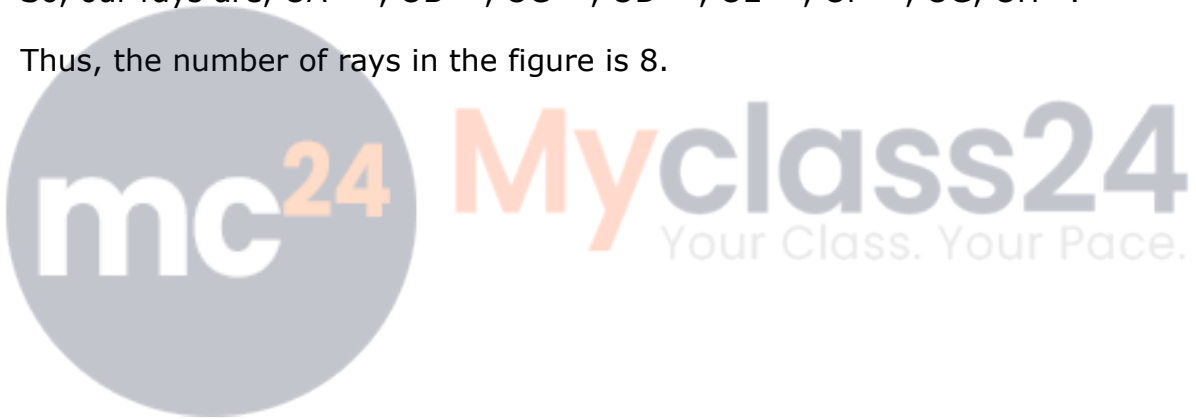 Thus, the number of rays in the figure is 8.
mc24
Myclass24
Your Class. Your Pace.